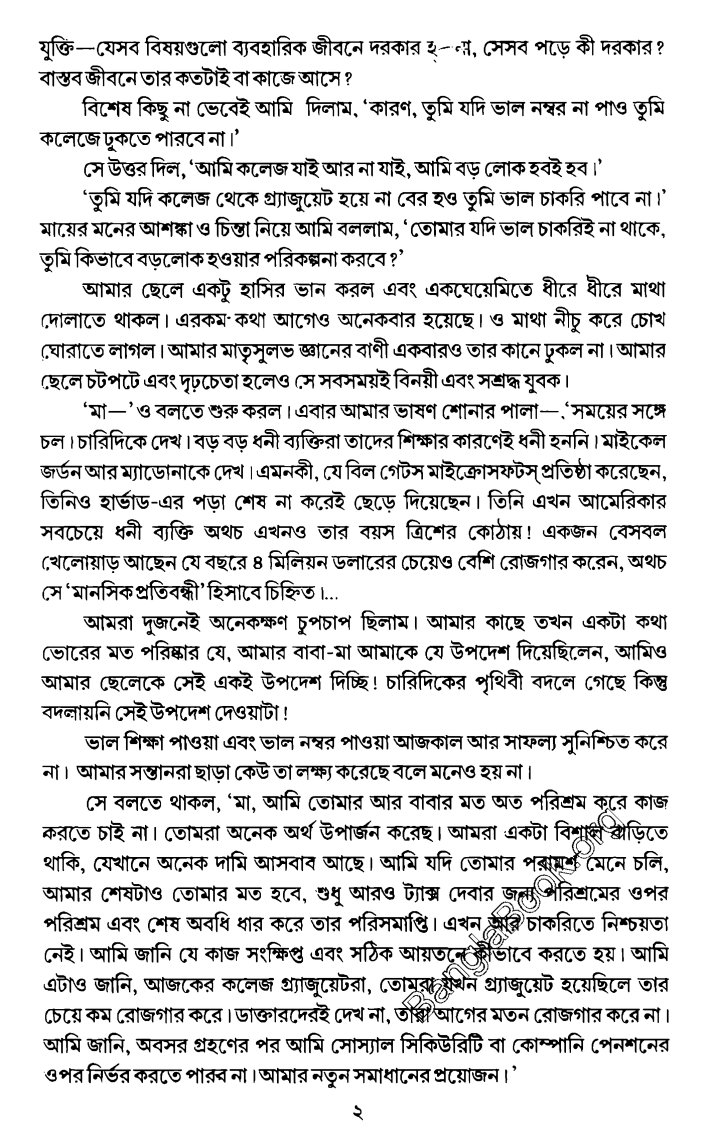 যুক্তি—যেসব বিষয়গুলো ব্যবহারিক জীবনে দরকার হয় না, সেসব পড়ে কী দরকার?
বাস্তব জীবনে তার কতটাই বা কাজে আসে?
বিশেষ কিছু না ভেবেই আমি দিলাম, ‘কারণ, তুমি যদি ভাল নম্বর না পাও তুমি
কলেজে ঢুকতে পারবে না।’
সে উত্তর দিল, ‘আমি কলেজ যাই আর না যাই, আমি বড় লোক হবই হব।’
‘তুমি যদি কলেজ থেকে গ্র্যাজুয়েট হয়ে না বের হও তুমি ভাল চাকরি পাবে না।’
মায়ের মনের আশঙ্কা ও চিন্তা নিয়ে আমি বললাম, ‘তোমার যদি ভাল চাকরিই না থাকে,
তুমি কিভাবে বড়লোক হওয়ার পরিকল্পনা করবে?’
আমার ছেলে একটু হাসির ভান করল এবং একঘেয়েমিতে ধীরে ধীরে মাথা
দোলাতে থাকল। এরকম কথা আগেও অনেকবার হয়েছে। ও মাথা নীচু করে চোখ
ঘোরাতে লাগল। আমার মাতৃসুলভ জ্ঞানের বাণী একবারও তার কানে ঢুকল না। আমার
ছেলে চটপটে এবং দৃঢ়চেতা হলেও সে সবসময়ই বিনয়ী এবং সশ্রদ্ধ যুবক।
‘মা—’ ও বলতে শুরু করল। এবার আমার ভাষণ শোনার পালা—,‘সময়ের সঙ্গে
চল। চারিদিকে দেখ। বড় বড় ধনী ব্যক্তিরা তাদের শিক্ষার কারণেই ধনী হননি। মাইকেল
জর্ডন আর ম্যাডোনাকে দেখ। এমনকী, যে বিল গেটস মাইক্রোসফটস্ প্রতিষ্ঠা করেছেন,
তিনিও হার্ভাড-এর পড়া শেষ না করেই ছেড়ে দিয়েছেন। তিনি এখন আমেরিকার
সবচেয়ে ধনী ব্যক্তি অথচ এখনও তার বয়স ত্রিশের কোঠায়! একজন বেসবল
খেলোয়াড় আছেন যে বছরে ৪ মিলিয়ন ডলারের চেয়েও বেশি রোজগার করেন, অথচ
সে ‘মানসিক প্রতিবন্ধী’ হিসাবে চিহ্নিত।...
আমরা দুজনেই অনেকক্ষণ চুপচাপ ছিলাম। আমার কাছে তখন একটা কথা
ভোরের মত পরিষ্কার যে, আমার বাবা-মা আমাকে যে উপদেশ দিয়েছিলেন, আমিও
আমার ছেলেকে সেই একই উপদেশ দিচ্ছি! চারিদিকের পৃথিবী বদলে গেছে কিন্তু
বদলায়নি সেই উপদেশ দেওয়াটা!
ভাল শিক্ষা পাওয়া এবং ভাল নম্বর পাওয়া আজকাল আর সাফল্য সুনিশ্চিত করে
না। আমার সন্তানরা ছাড়া কেউ তা লক্ষ্য করেছে বলে মনেও হয় না।
সে বলতে থাকল, ‘মা, আমি তোমার আর বাবার মত অত পরিশ্রম করে কাজ
করতে চাই না। তোমরা অনেক অর্থ উপার্জন করেছ। আমরা একটা বিশাল বাড়িতে
থাকি, যেখানে অনেক দামি আসবাব আছে। আমি যদি তোমার পরামর্শ মেনে চলি,
আমার শেষটাও তোমার মত হবে, শুধু আরও ট্যাক্স দেবার জন্য পরিশ্রমের ওপর
পরিশ্রম এবং শেষ অবধি ধার করে তার পরিসমাপ্তি। এখন আর চাকরিতে নিশ্চয়তা
নেই। আমি জানি যে কাজ সংক্ষিপ্ত এবং সঠিক আয়তনে কীভাবে করতে হয়। আমি
এটাও জানি, আজকের কলেজ গ্র্যাজুয়েটরা, তোমরা যখন গ্র্যাজুয়েট হয়েছিলে তার
চেয়ে কম রোজগার করে। ডাক্তারদেরই দেখ না, তারা আগের মতন রোজগার করে না।
আমি জানি, অবসর গ্রহণের পর আমি সোস্যাল সিকিউরিটি বা কোম্পানি পেনশনের
ওপর নির্ভর করতে পারব না। আমার নতুন সমাধানের প্রয়োজন।’
২
BanglaBook.org